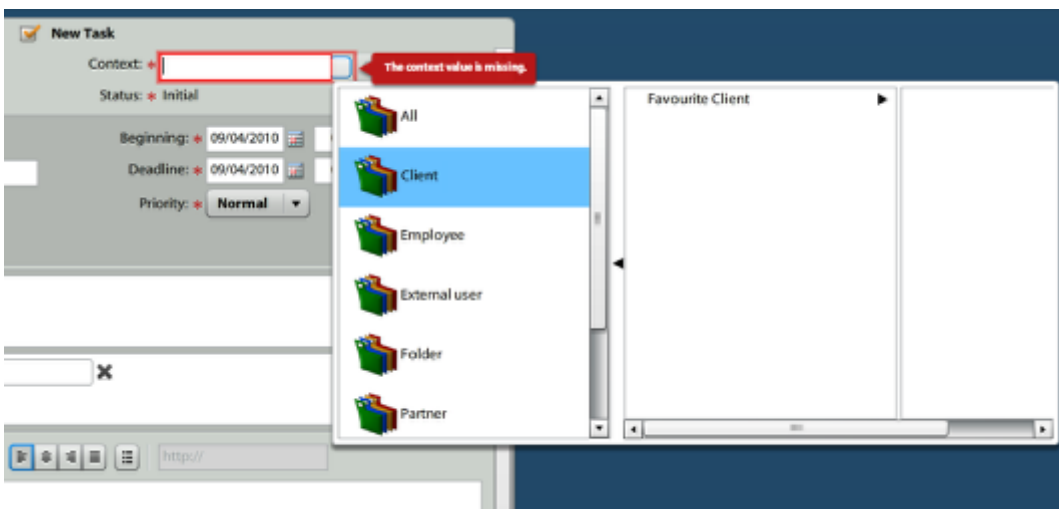 New Task
Context: *
The context value is missing.
Status: * Initial
Beginning: * 09/04/2010
Deadline: * 09/04/2010
Priority: * Normal
All
Client
Employee
External user
Folder
Partner
Favourite Client
http://